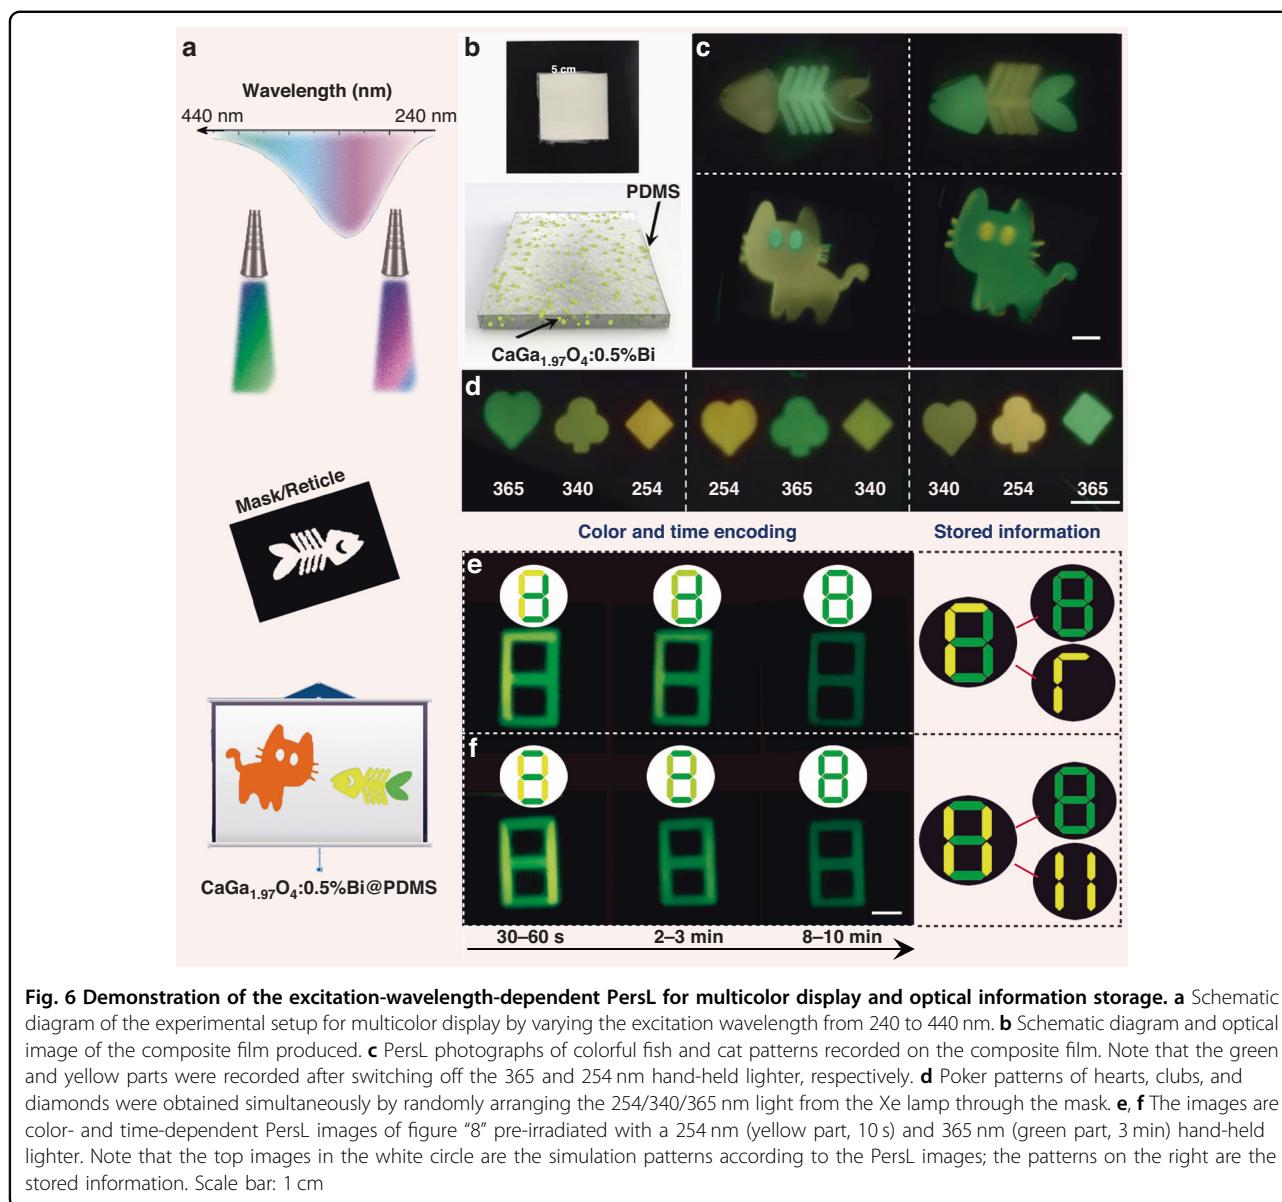 a
Wavelength (nm)
440 nm
240 nm
Mask/Reticle
CaGa1.97O4:0.5%Bi@PDMS
b
5 cm
PDMS
CaGa1.97O4:0.5%Bi
c
d
365 340 254 254 365 340 340 254 365
Color and time encoding
Stored information
e
f
30–60 s
2–3 min
8–10 min
Fig. 6 Demonstration of the excitation-wavelength-dependent PersL for multicolor display and optical information storage. a Schematic
diagram of the experimental setup for multicolor display by varying the excitation wavelength from 240 to 440 nm. b Schematic diagram and optical
image of the composite film produced. c PersL photographs of colorful fish and cat patterns recorded on the composite film. Note that the green
and yellow parts were recorded after switching off the 365 and 254 nm hand-held lighter, respectively. d Poker patterns of hearts, clubs, and
diamonds were obtained simultaneously by randomly arranging the 254/340/365 nm light from the Xe lamp through the mask. e, f The images are
color- and time-dependent PersL images of figure “8” pre-irradiated with a 254 nm (yellow part, 10 s) and 365 nm (green part, 3 min) hand-held
lighter. Note that the top images in the white circle are the simulation patterns according to the PersL images; the patterns on the right are the
stored information. Scale bar: 1 cm